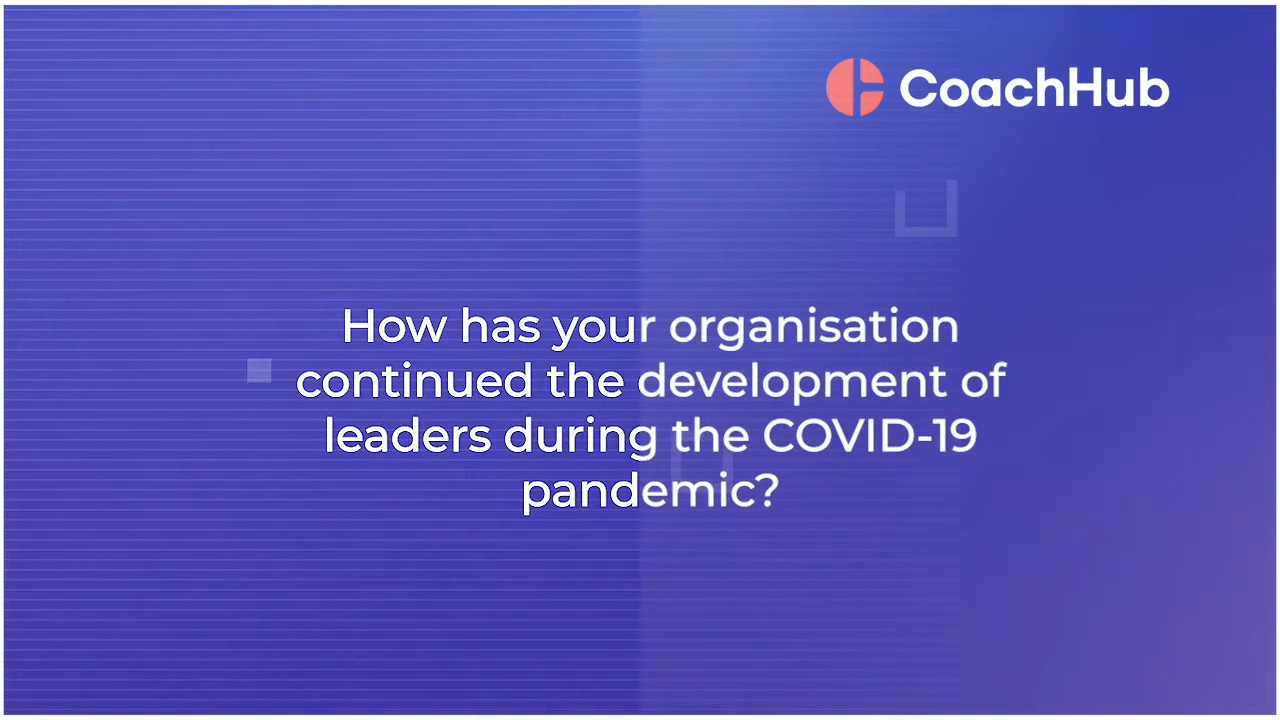 CoachHub
How has your organisation
continued the development of
leaders during the COVID-19
pandemic?